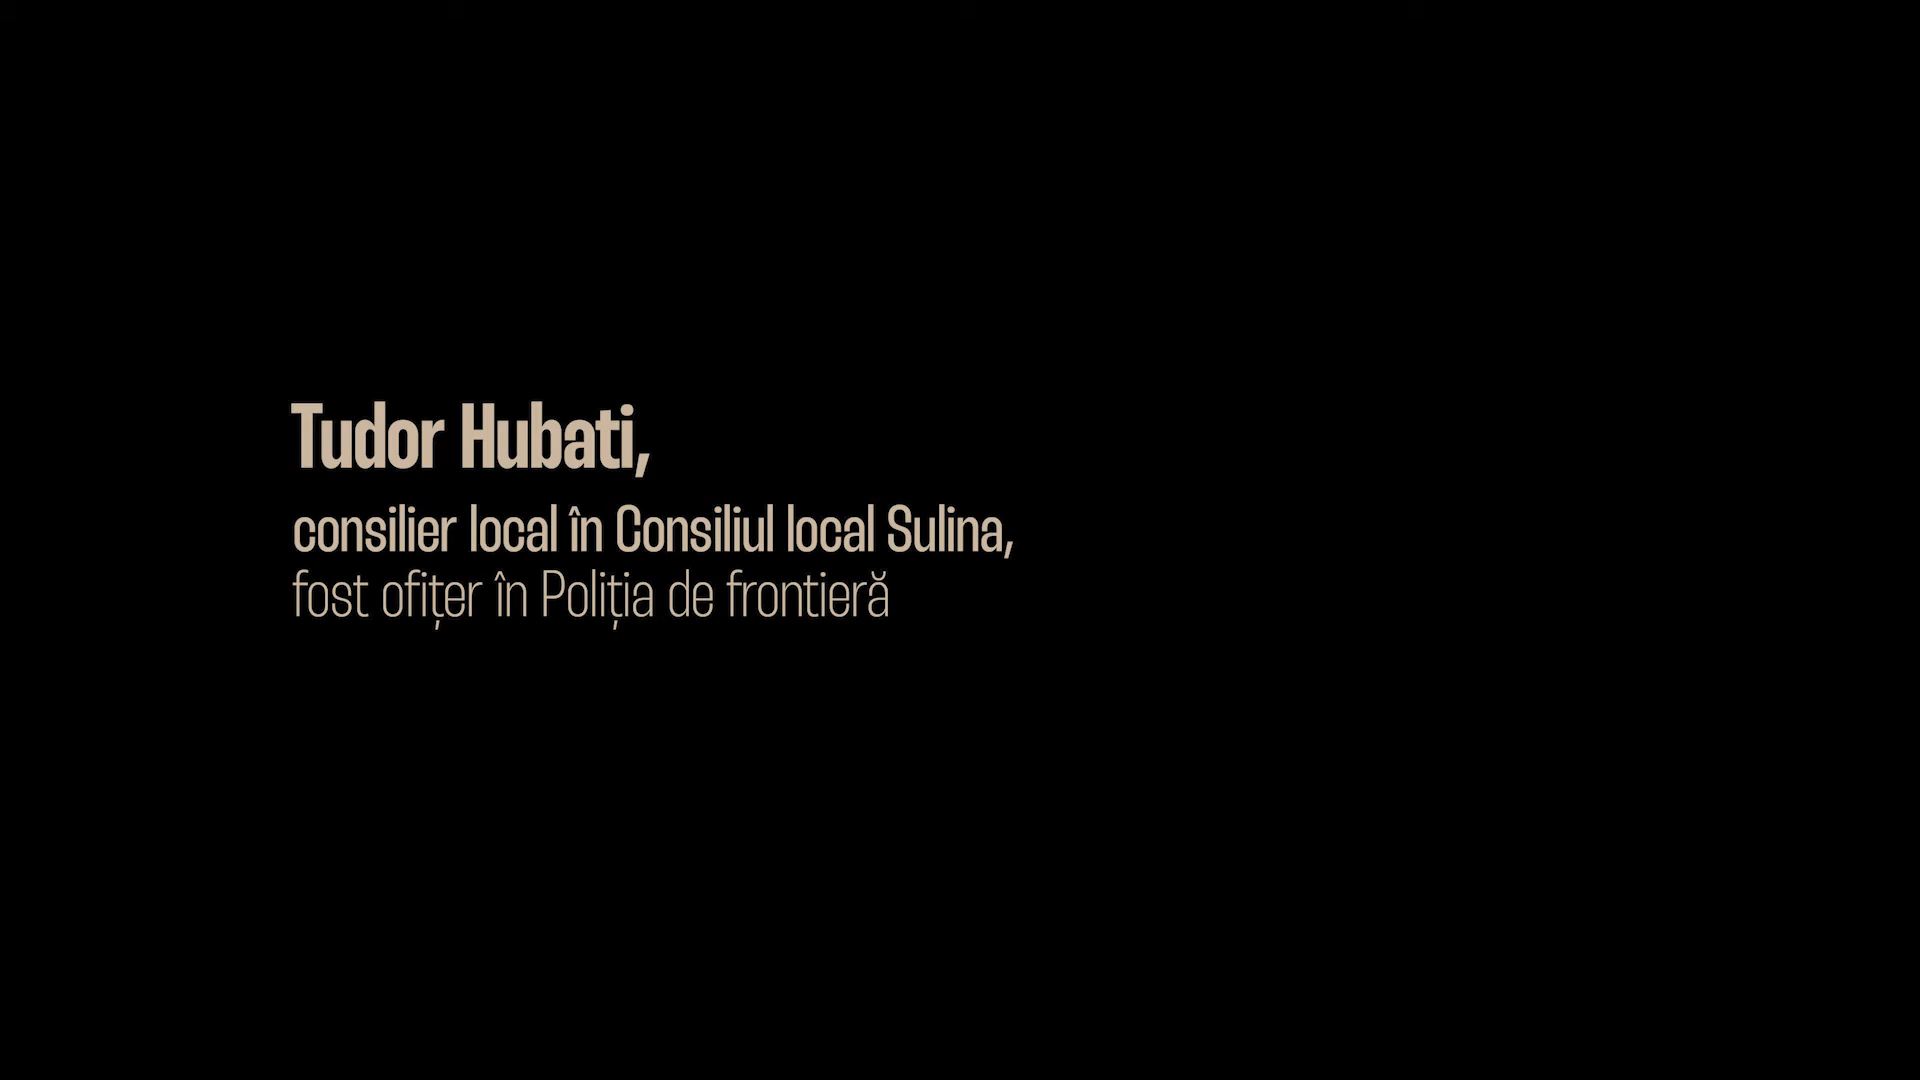 Tudor Hubati,
consilier local în Consiliul local Sulina,
fost ofițer în Poliția de frontieră